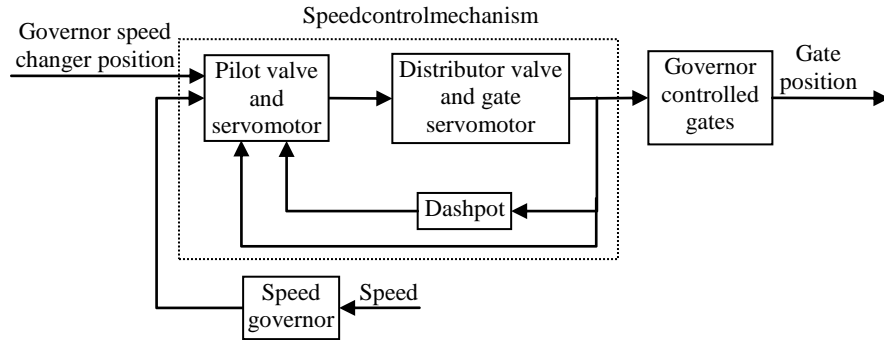 Speedcontrolmechanism
Governor speed
changer position
Pilot valve
and
servomotor
Distributor valve
and gate
servomotor
Governor
controlled
gates
Gate
position
Dashpot
Speed
governor
Speed